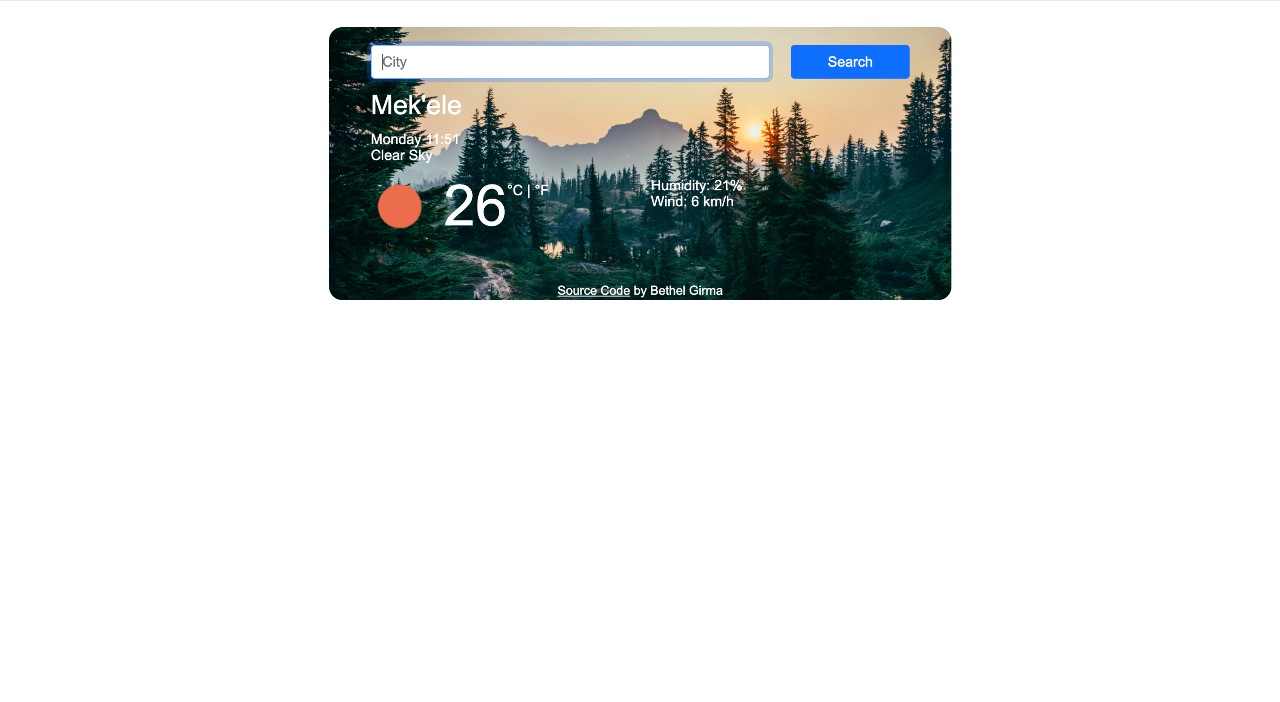 City
Search
Mek'ele
Monday 11:51
Clear Sky
26 °C | °F
Humidity: 21%
Wind: 6 km/h
Source Code by Bethel Girma